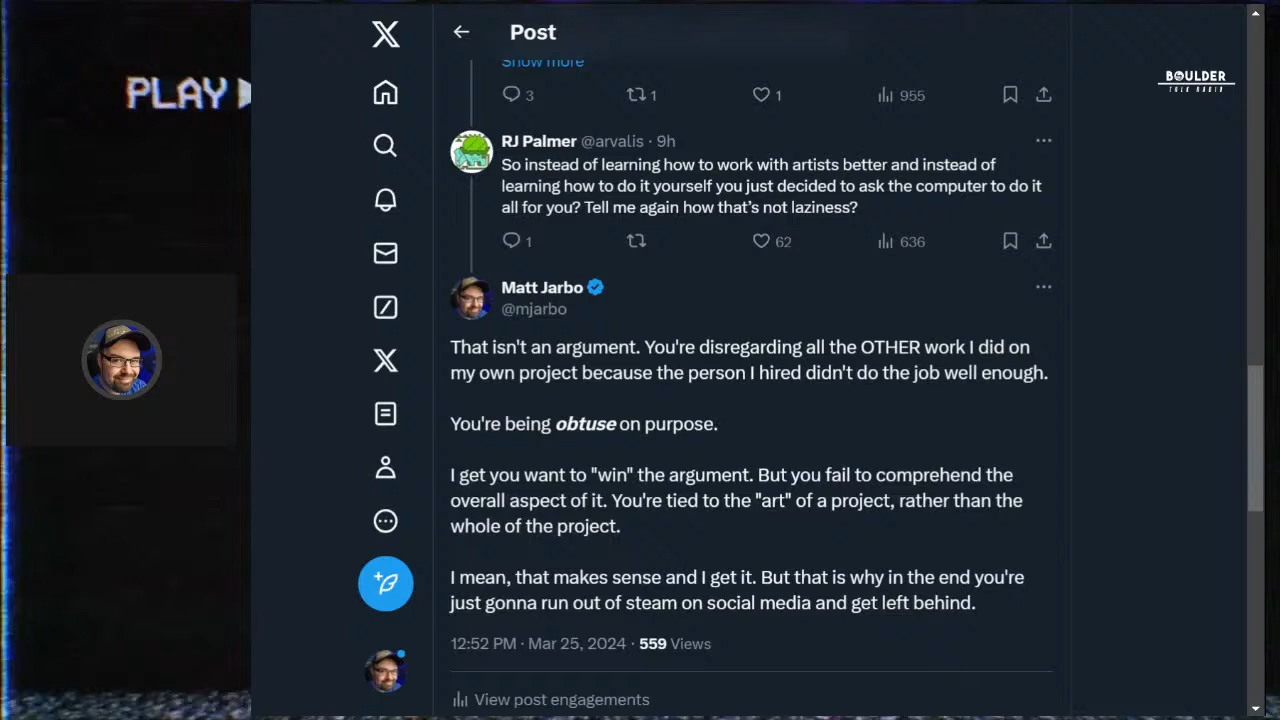 Post
PLAY
BOULDER
TALK RADIO
Show more
3 1 1 955
RJ Palmer @arvalis · 9h
So instead of learning how to work with artists better and instead of
learning how to do it yourself you just decided to ask the computer to do it
all for you? Tell me again how that's not laziness?
1 62 636
Matt Jarbo
@mjarbo
That isn't an argument. You're disregarding all the OTHER work I did on
my own project because the person I hired didn't do the job well enough.
You're being obtuse on purpose.
I get you want to "win" the argument. But you fail to comprehend the
overall aspect of it. You're tied to the "art" of a project, rather than the
whole of the project.
I mean, that makes sense and I get it. But that is why in the end you're
just gonna run out of steam on social media and get left behind.
12:52 PM · Mar 25, 2024 · 559 Views
View post engagements